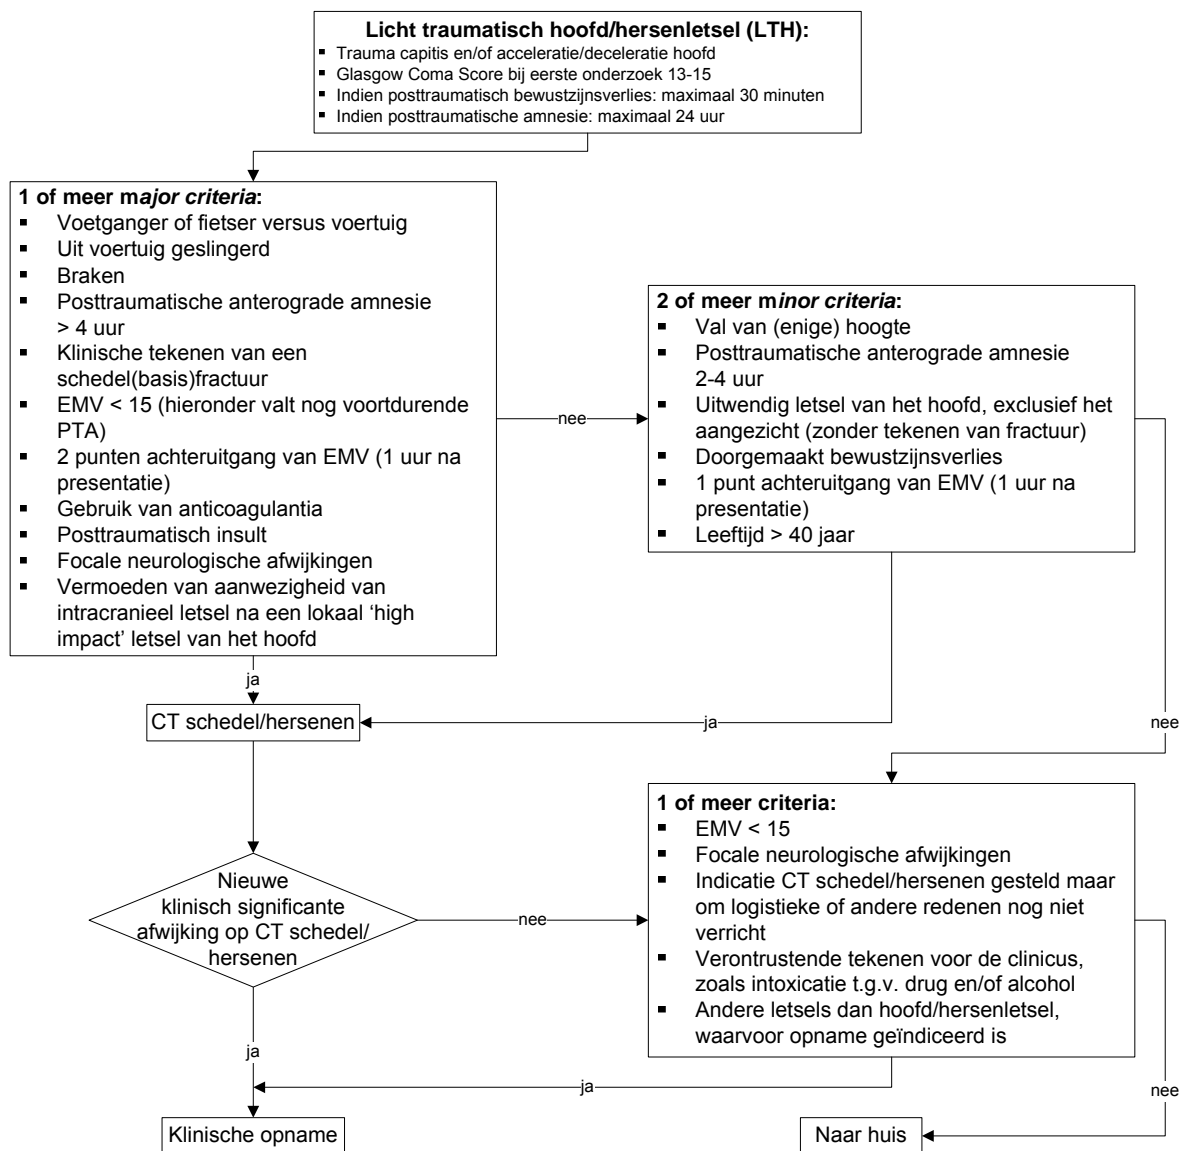 Licht traumatisch hoofd/hersenletsel (LTH):
▪ Trauma capitis en/of acceleratie/deceleratie hoofd
▪ Glasgow Coma Score bij eerste onderzoek 13-15
▪ Indien posttraumatisch bewustzijnsverlies: maximaal 30 minuten
▪ Indien posttraumatische amnesie: maximaal 24 uur
1 of meer major criteria:
▪ Voetganger of fietser versus voertuig
▪ Uit voertuig geslingerd
▪ Braken
▪ Posttraumatische anterograde amnesie
> 4 uur
▪ Klinische tekenen van een
schedel(basis)fractuur
▪ EMV < 15 (hieronder valt nog voortdurende
PTA)
▪ 2 punten achteruitgang van EMV (1 uur na
presentatie)
▪ Gebruik van anticoagulantia
▪ Posttraumatisch insult
▪ Focale neurologische afwijkingen
▪ Vermoeden van aanwezigheid van
intracranieel letsel na een lokaal ‘high
impact’ letsel van het hoofd
nee
2 of meer minor criteria:
▪ Val van (enige) hoogte
▪ Posttraumatische anterograde amnesie
2-4 uur
▪ Uitwendig letsel van het hoofd, exclusief het
aangezicht (zonder tekenen van fractuur)
▪ Doorgemaakt bewustzijnsverlies
▪ 1 punt achteruitgang van EMV (1 uur na
presentatie)
▪ Leeftijd > 40 jaar
ja
CT schedel/hersenen
ja
nee
1 of meer criteria:
▪ EMV < 15
▪ Focale neurologische afwijkingen
▪ Indicatie CT schedel/hersenen gesteld maar
om logistieke of andere redenen nog niet
verricht
▪ Verontrustende tekenen voor de clinicus,
zoals intoxicatie t.g.v. drug en/of alcohol
▪ Andere letsels dan hoofd/hersenletsel,
waarvoor opname geïndiceerd is
Nieuwe
klinisch significante
afwijking op CT schedel/
hersenen
nee
ja
ja
nee
Klinische opname
Naar huis